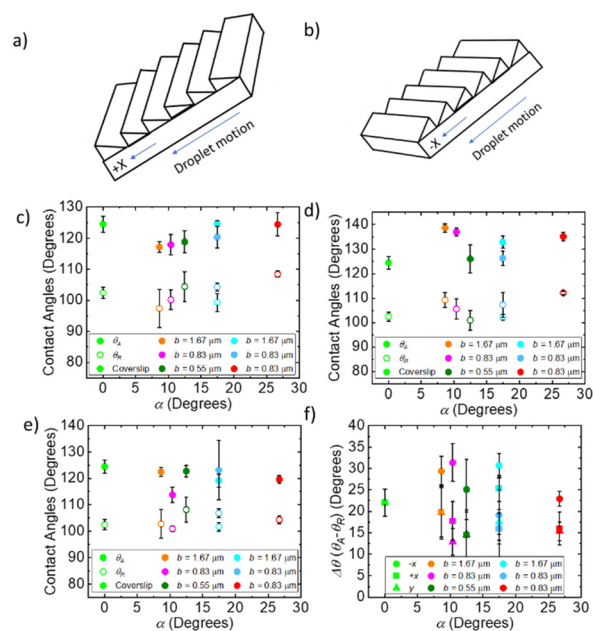 a)
+X
Droplet motion
b)
-X
Droplet motion
c)
Contact Angles (Degrees)
130
120
110
100
90
80
θA b = 1.67 μm b = 1.67 μm
θR b = 0.83 μm b = 0.83 μm
Coverslip b = 0.55 μm b = 0.83 μm
0 5 10 15 20 25 30
α (Degrees)
d)
Contact Angles (Degrees)
140
130
120
110
100
90
80
θA b = 1.67 μm b = 1.67 μm
θR b = 0.83 μm b = 0.83 μm
Coverslip b = 0.55 μm b = 0.83 μm
0 5 10 15 20 25 30
α (Degrees)
e)
Contact Angles (Degrees)
140
130
120
110
100
90
80
θA b = 1.67 μm b = 1.67 μm
θR b = 0.83 μm b = 0.83 μm
Coverslip b = 0.55 μm b = 0.83 μm
0 5 10 15 20 25 30
α (Degrees)
f)
Δθ (θA-θR) (Degrees)
40
35
30
25
20
15
10
5
0
-x b = 1.67 μm b = 1.67 μm
+x b = 0.83 μm b = 0.83 μm
y b = 0.55 μm b = 0.83 μm
0 5 10 15 20 25 30
α (Degrees)